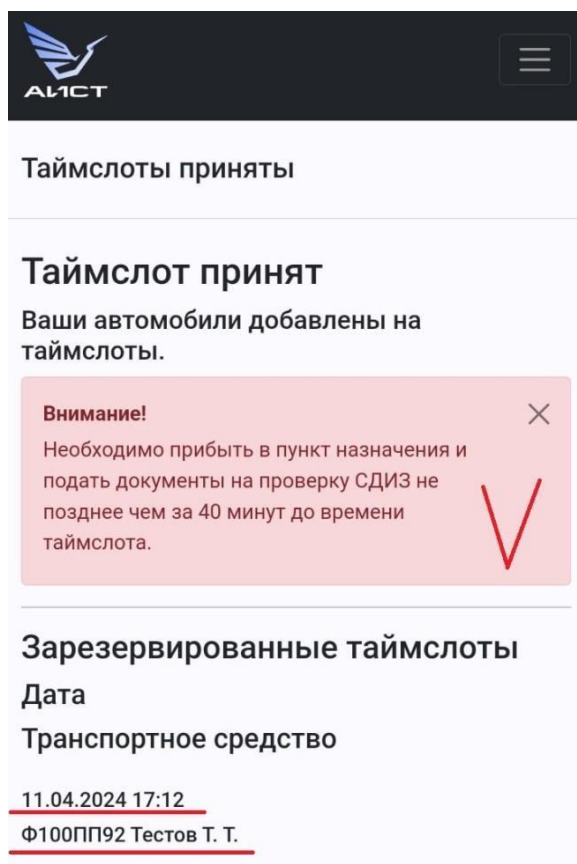 АИСТ
Таймслоты приняты
Таймслот принят
Ваши автомобили добавлены на
таймслоты.
Внимание!
Необходимо прибыть в пункт назначения и
подать документы на проверку СДИЗ не
позднее чем за 40 минут до времени
таймслота.
Зарезервированные таймслоты
Дата
Транспортное средство
11.04.2024 17:12
Ф100ПП92 Тестов Т. Т.